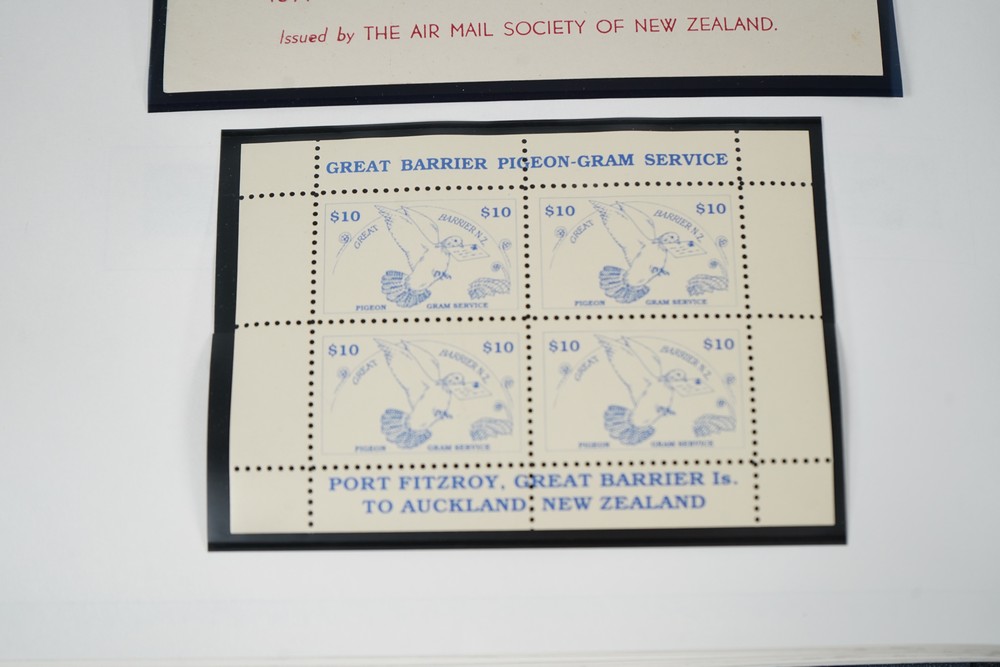 Issued by THE AIR MAIL SOCIETY OF NEW ZEALAND.
GREAT BARRIER PIGEON-GRAM SERVICE
$10 $10
GREAT BARRIER N.Z.
PIGEON GRAM SERVICE
$10 $10
GREAT BARRIER N.Z.
PIGEON GRAM SERVICE
$10 $10
GREAT BARRIER N.Z.
PIGEON GRAM SERVICE
$10 $10
GREAT BARRIER N.Z.
PIGEON GRAM SERVICE
PORT FITZROY, GREAT BARRIER Is.
TO AUCKLAND, NEW ZEALAND